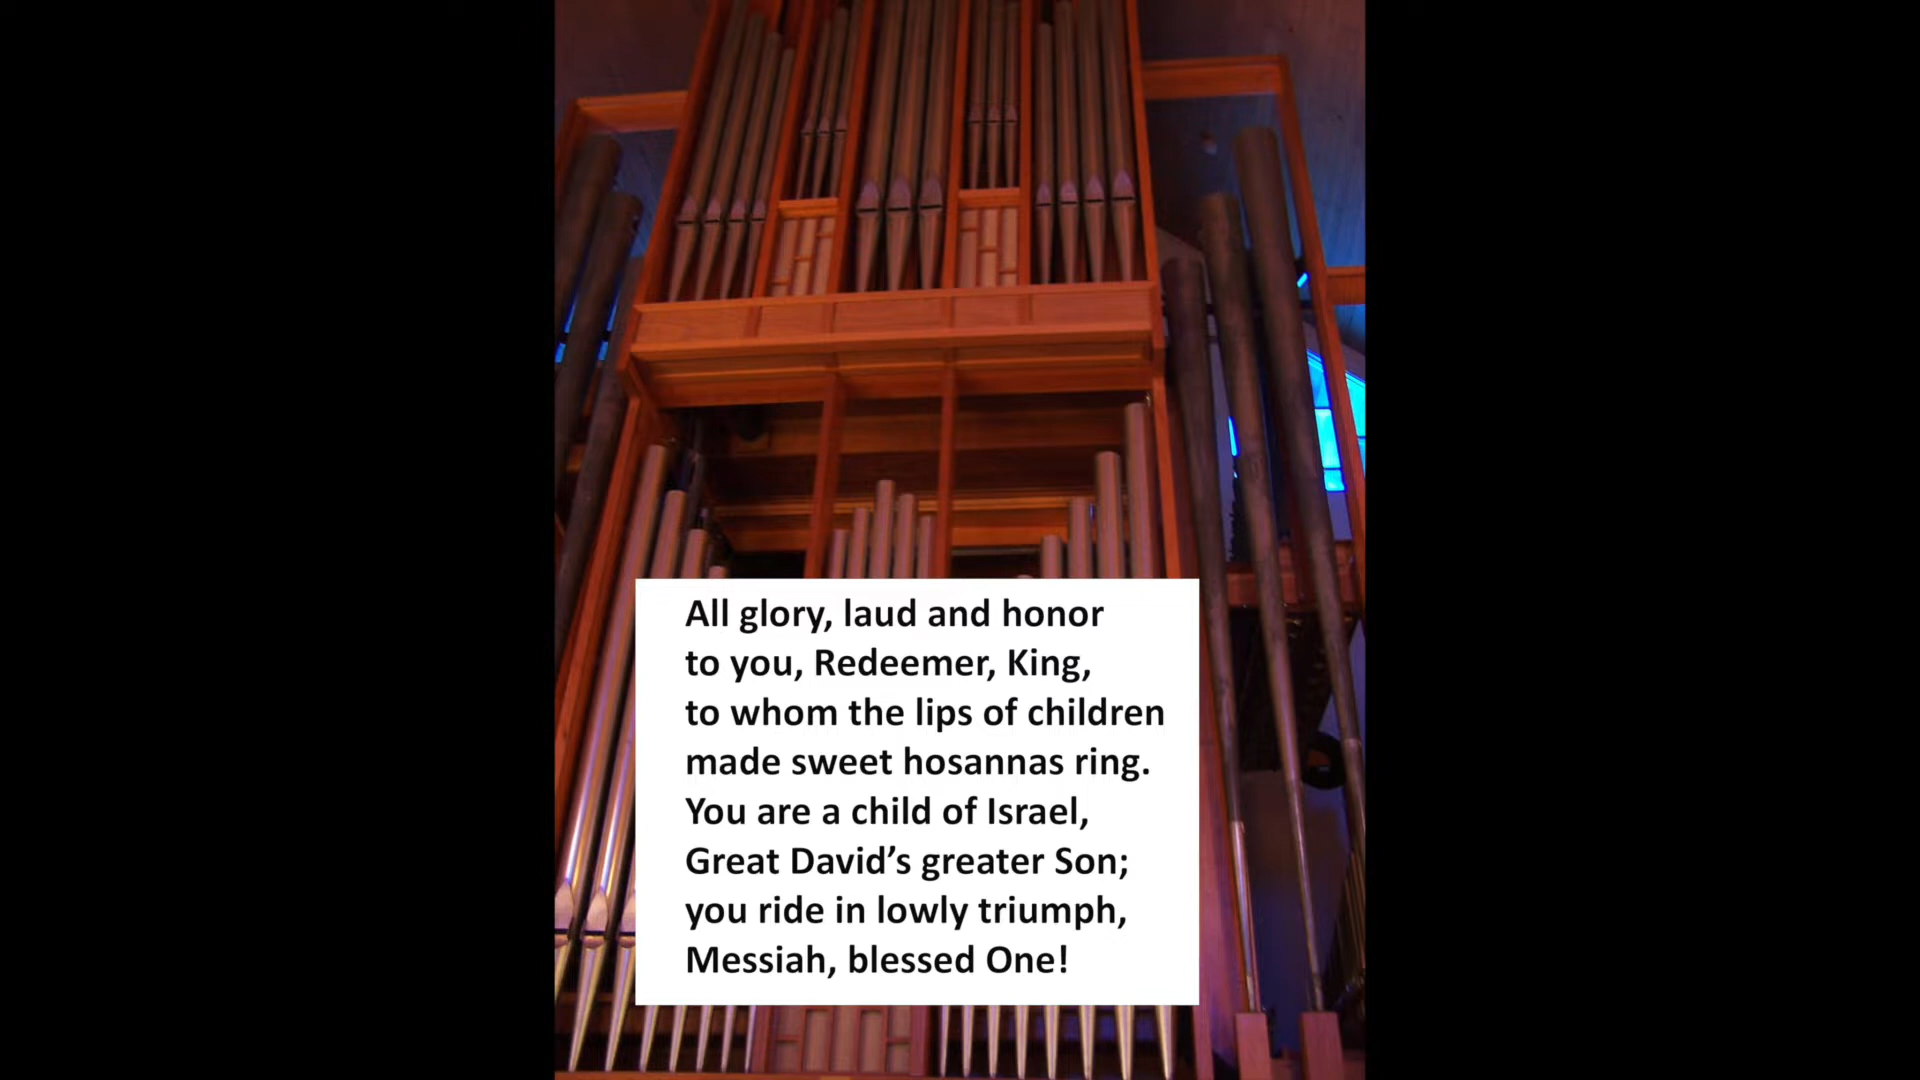 All glory, laud and honor
to you, Redeemer, King,
to whom the lips of children
made sweet hosannas ring.
You are a child of Israel,
Great David’s greater Son;
you ride in lowly triumph,
Messiah, blessed One!